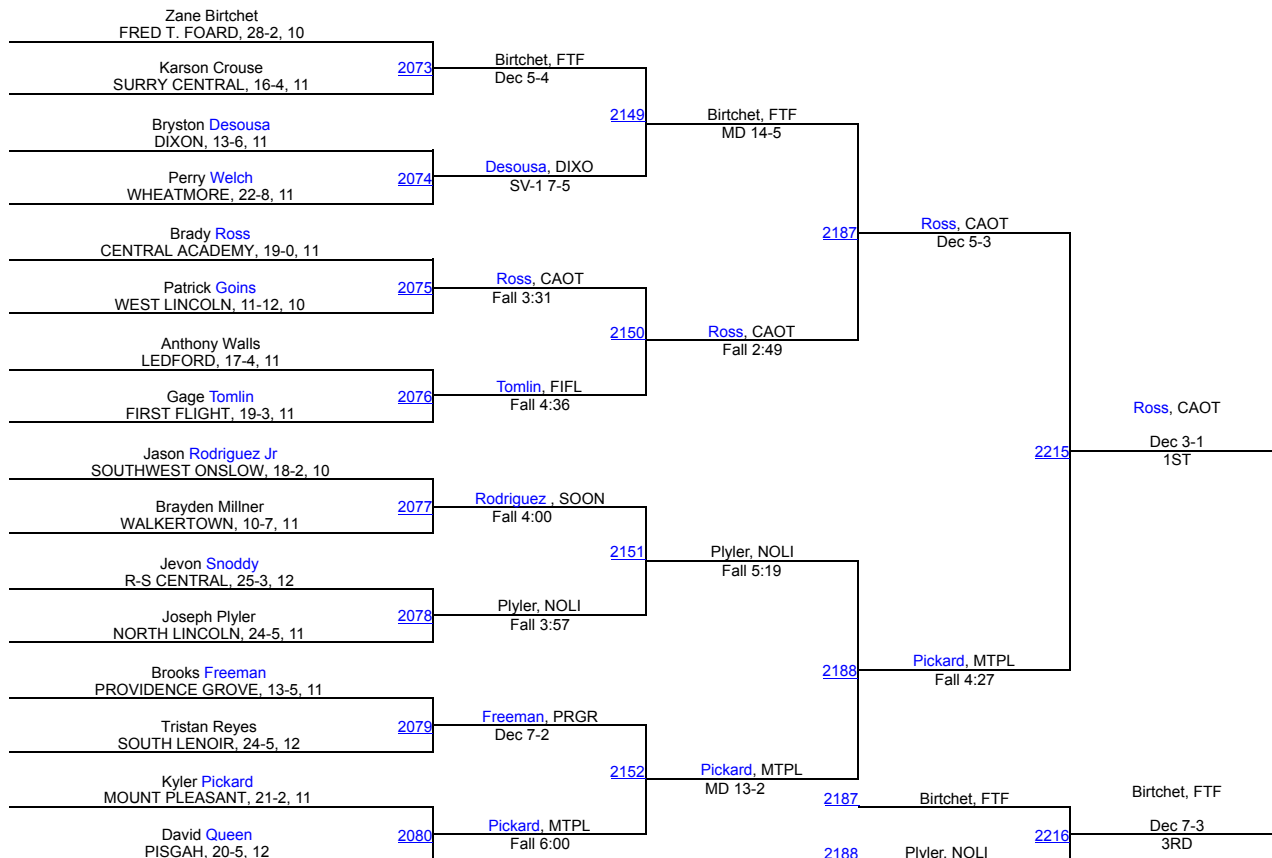 Zane Birtchet
FRED T. FOARD, 28-2, 10
Karson Crouse
SURRY CENTRAL, 16-4, 11
2073
Birtchet, FTF
Dec 5-4
2149
Birtchet, FTF
MD 14-5
Bryston Desousa
DIXON, 13-6, 11
Perry Welch
WHEATMORE, 22-8, 11
2074
Desousa, DIXO
SV-1 7-5
2187
Ross, CAOT
Dec 5-3
Brady Ross
CENTRAL ACADEMY, 19-0, 11
Patrick Goins
WEST LINCOLN, 11-12, 10
2075
Ross, CAOT
Fall 3:31
2150
Ross, CAOT
Fall 2:49
Anthony Walls
LEDFORD, 17-4, 11
Gage Tomlin
FIRST FLIGHT, 19-3, 11
2076
Tomlin, FIFL
Fall 4:36
2215
Ross, CAOT
Dec 3-1
1ST
Jason Rodriguez Jr
SOUTHWEST ONSLOW, 18-2, 10
Brayden Millner
WALKERTOWN, 10-7, 11
2077
Rodriguez , SOON
Fall 4:00
2151
Plyler, NOLI
Fall 5:19
Jevon Snoddy
R-S CENTRAL, 25-3, 12
Joseph Plyler
NORTH LINCOLN, 24-5, 11
2078
Plyler, NOLI
Fall 3:57
2188
Pickard, MTPL
Fall 4:27
Brooks Freeman
PROVIDENCE GROVE, 13-5, 11
Tristan Reyes
SOUTH LENOIR, 24-5, 12
2079
Freeman, PRGR
Dec 7-2
2152
Pickard, MTPL
MD 13-2
Kyler Pickard
MOUNT PLEASANT, 21-2, 11
David Queen
PISGAH, 20-5, 12
2080
Pickard, MTPL
Fall 6:00
2187
Birtchet, FTF
2188
Plyler, NOLI
2216
Birtchet, FTF
Dec 7-3
3RD